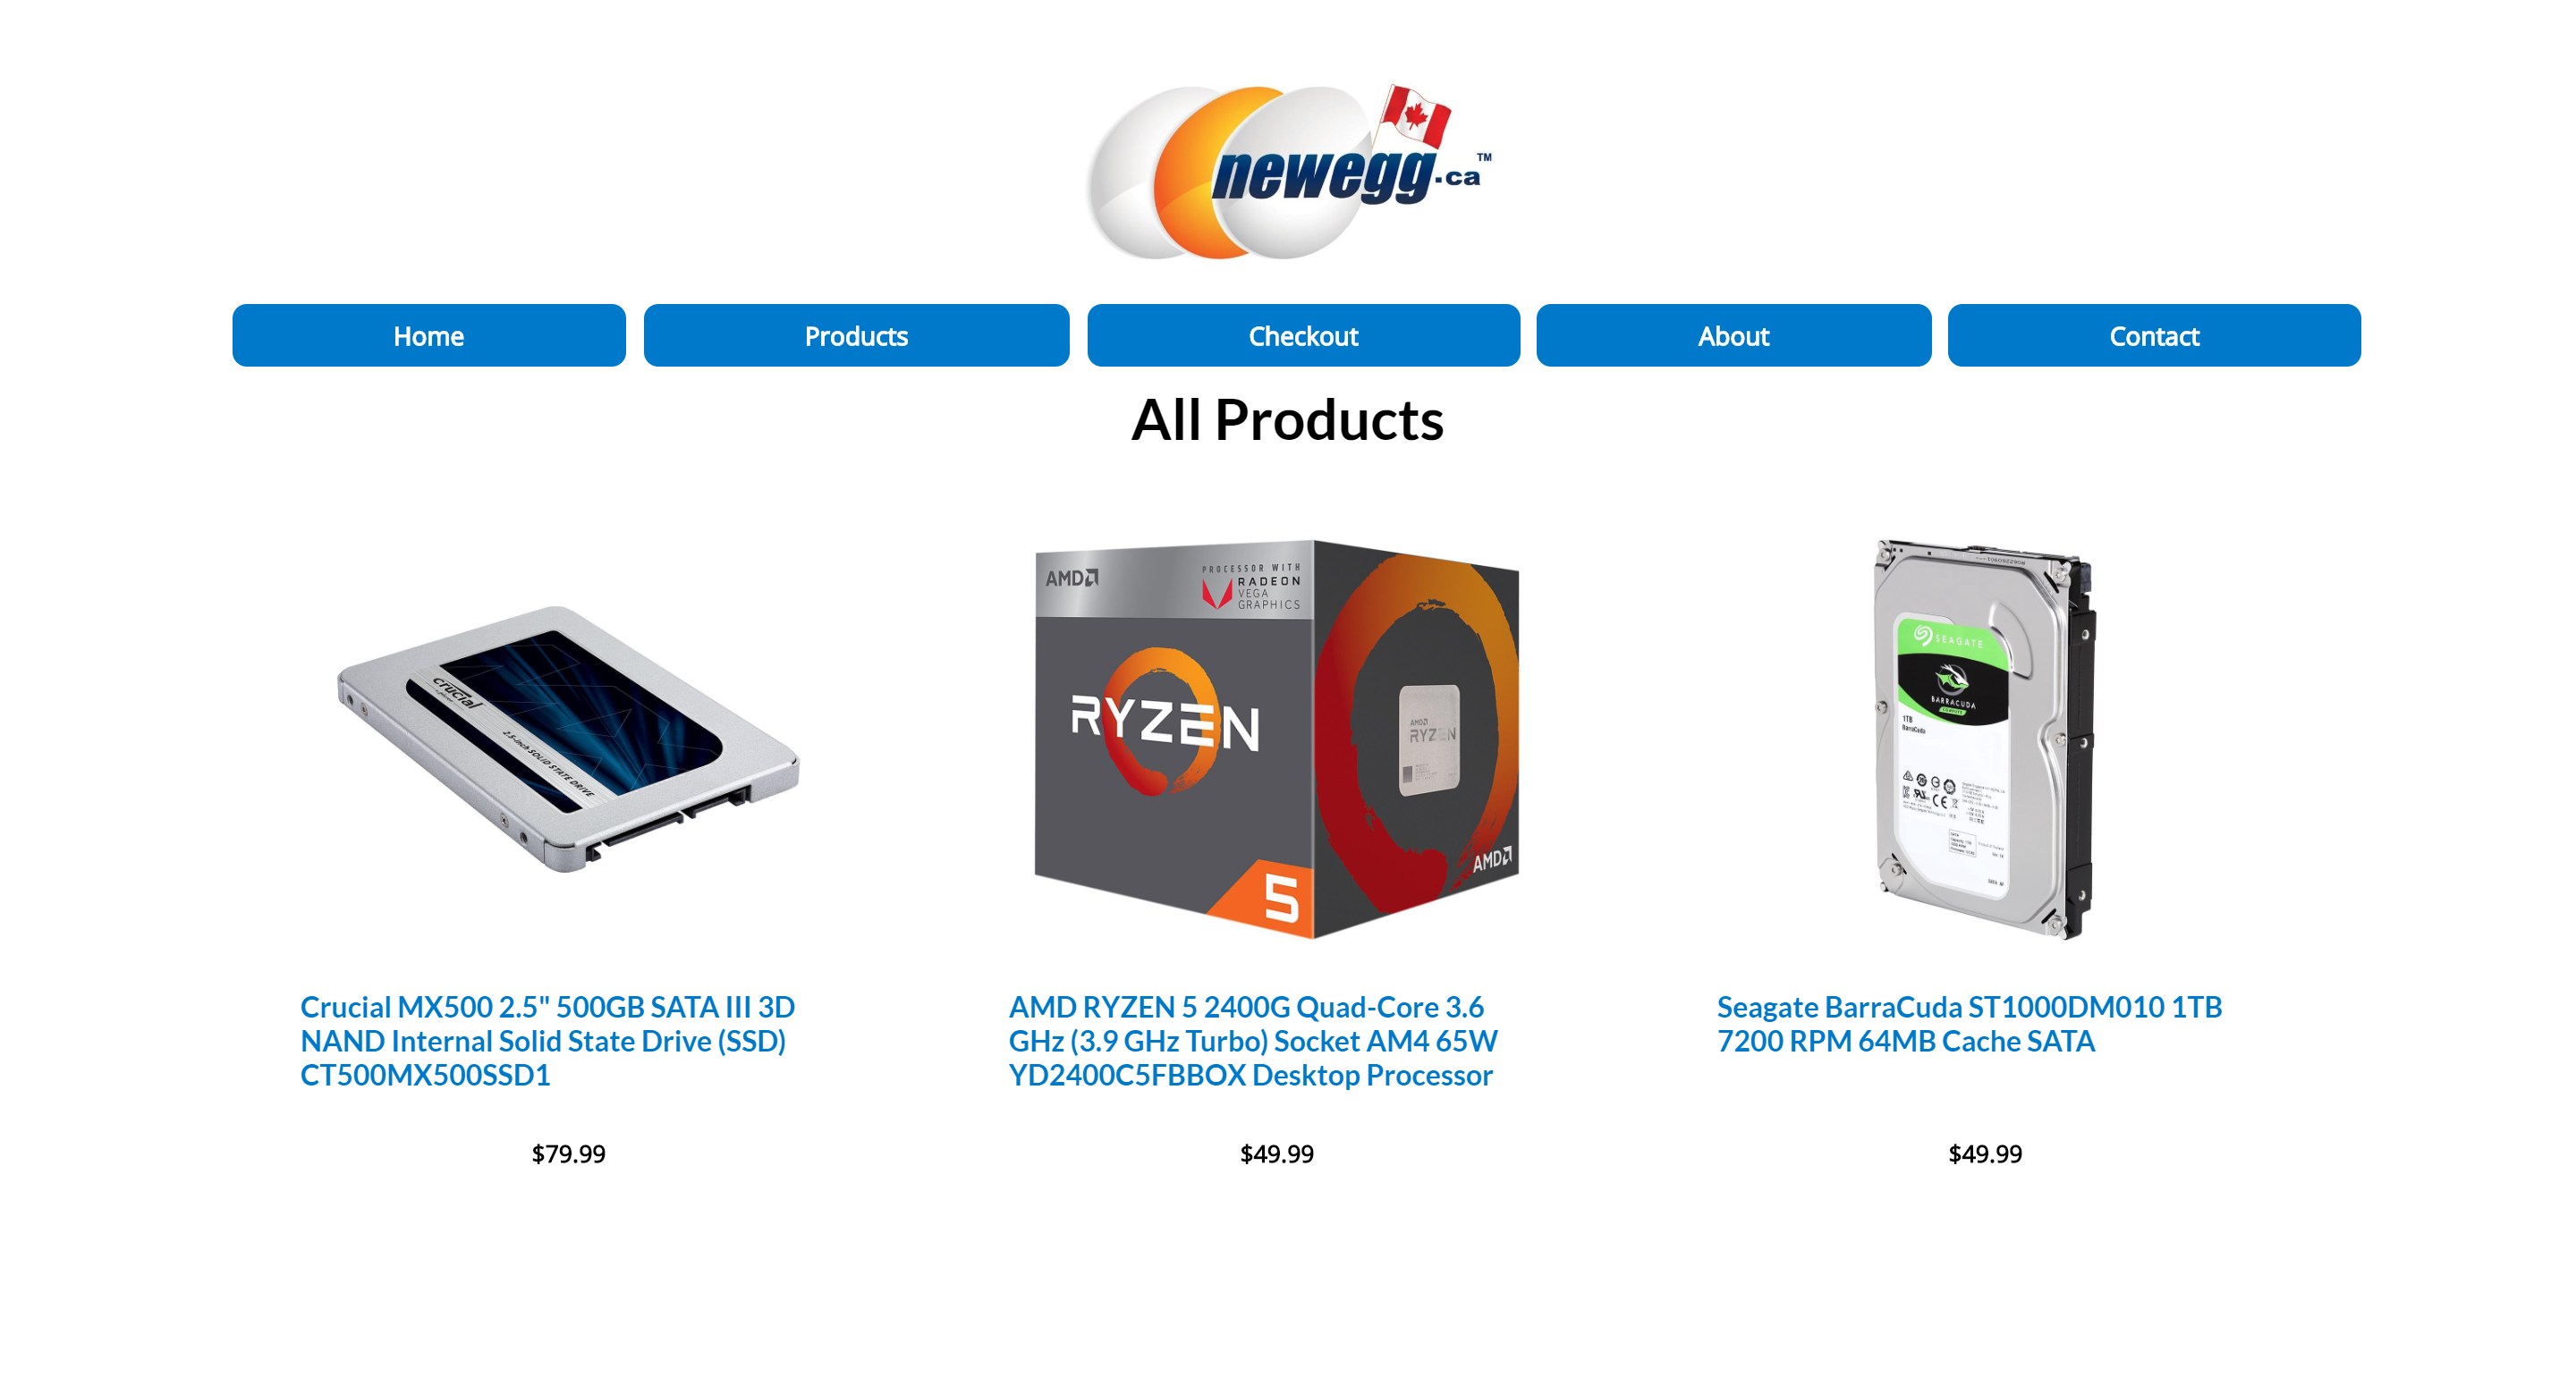 newegg.ca™
Home
Products
Checkout
About
Contact
All Products
AMD
PROCESSOR WITH
RADEON
VEGA
GRAPHICS
RYZEN
5
AMD
RYZEN
AMD
crucial
2.5-inch SOLID STATE DRIVE
SEAGATE
BARRACUDA
COMPUTE
1TB
BarraCuda
Crucial MX500 2.5" 500GB SATA III 3D
NAND Internal Solid State Drive (SSD)
CT500MX500SSD1
$79.99
AMD RYZEN 5 2400G Quad-Core 3.6
GHz (3.9 GHz Turbo) Socket AM4 65W
YD2400C5FBBOX Desktop Processor
$49.99
Seagate BarraCuda ST1000DM010 1TB
7200 RPM 64MB Cache SATA
$49.99